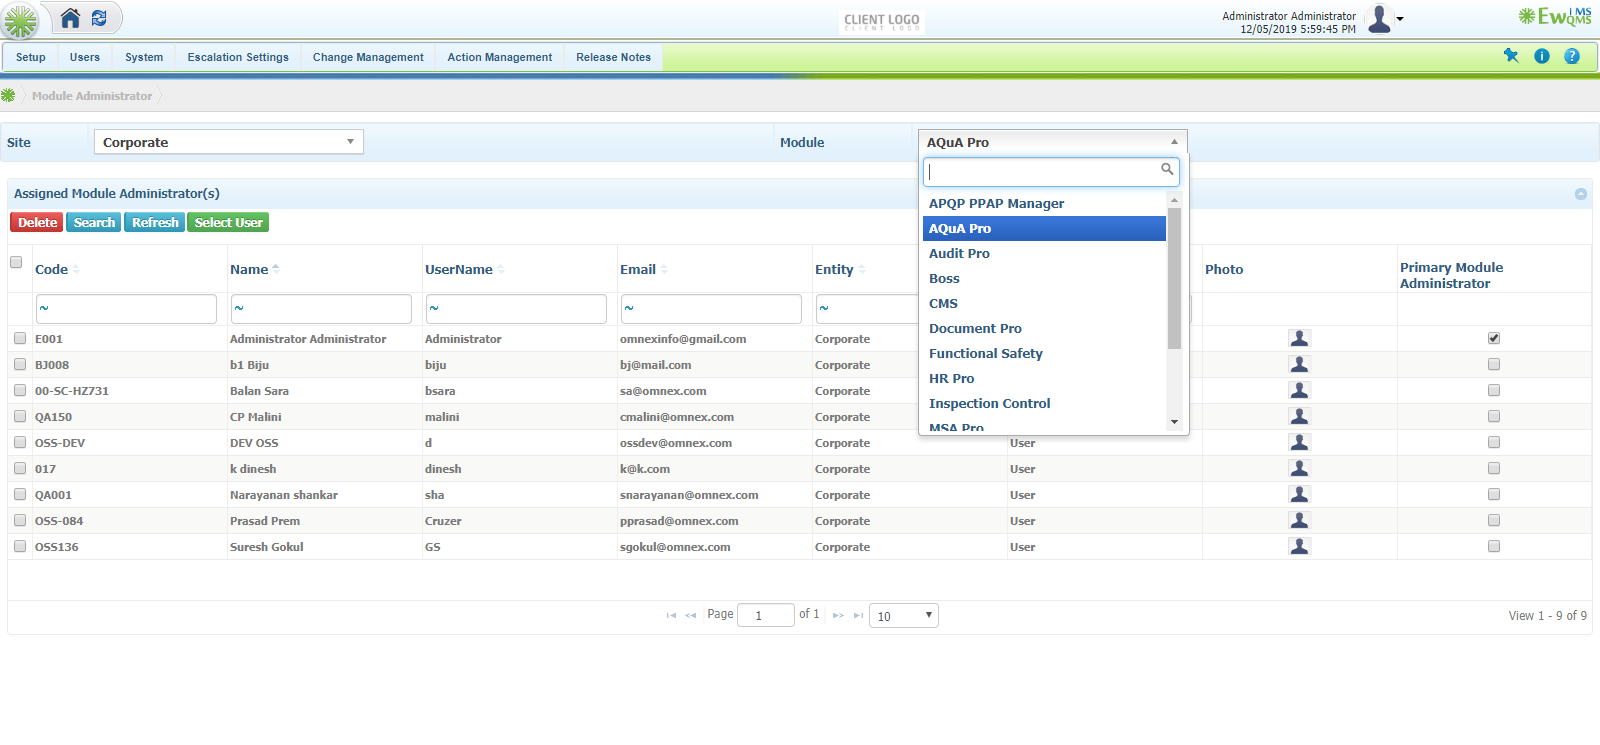 CLIENT LOGO
CLIENT LOGO
Administrator Administrator
12/05/2019 5:59:45 PM
EwIMS
QMS
Setup Users System Escalation Settings Change Management Action Management Release Notes
Module Administrator
Site Corporate Module AQuA Pro
APQP PPAP Manager
AQuA Pro
Audit Pro
Boss
CMS
Document Pro
Functional Safety
HR Pro
Inspection Control
MSA Pro
Assigned Module Administrator(s)
Delete Search Refresh Select User
Code Name UserName Email Entity Photo Primary Module Administrator
~ ~ ~ ~ ~
E001 Administrator Administrator Administrator omnexinfo@gmail.com Corporate
BJ008 b1 Biju biju bj@mail.com Corporate
00-SC-HZ731 Balan Sara bsara sa@omnex.com Corporate
QA150 CP Malini malini cmalini@omnex.com Corporate
OSS-DEV DEV OSS d ossdev@omnex.com Corporate User
017 k dinesh dinesh k@k.com Corporate User
QA001 Narayanan shankar sha snarayanan@omnex.com Corporate User
OSS-084 Prasad Prem Cruzer pprasad@omnex.com Corporate User
OSS136 Suresh Gokul GS sgokul@omnex.com Corporate User
Page 1 of 1 10 View 1 - 9 of 9